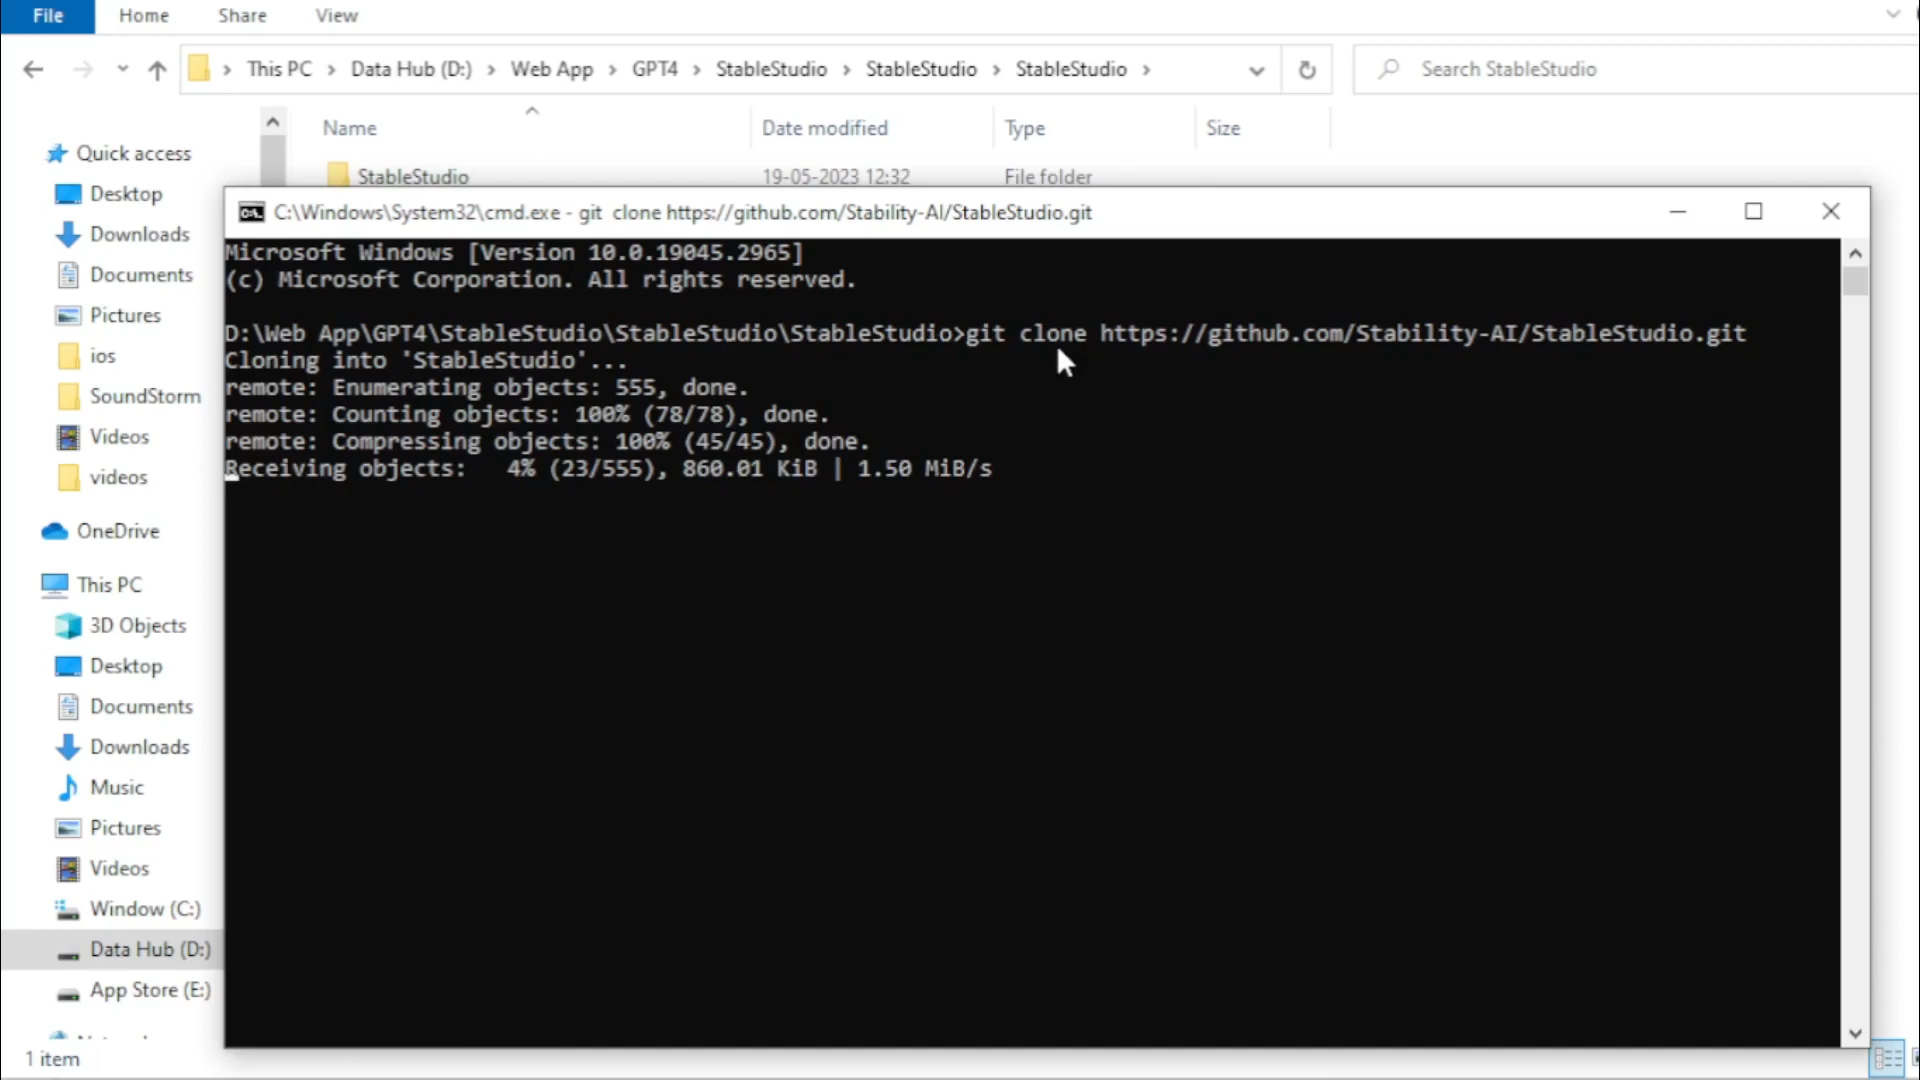 File Home Share View
This PC > Data Hub (D:) > Web App > GPT4 > StableStudio > StableStudio > StableStudio >
Search StableStudio
Name Date modified Type Size
StableStudio 19-05-2023 12:32 File folder
Quick access
Desktop
Downloads
Documents
Pictures
ios
SoundStorm
Videos
videos
OneDrive
This PC
3D Objects
Desktop
Documents
Downloads
Music
Pictures
Videos
Window (C:)
Data Hub (D:)
App Store (E:)
1 item
C:\Windows\System32\cmd.exe - git clone https://github.com/Stability-AI/StableStudio.git
Microsoft Windows [Version 10.0.19045.2965]
(c) Microsoft Corporation. All rights reserved.
D:\Web App\GPT4\StableStudio\StableStudio\StableStudio>git clone https://github.com/Stability-AI/StableStudio.git
Cloning into 'StableStudio'...
remote: Enumerating objects: 555, done.
remote: Counting objects: 100% (78/78), done.
remote: Compressing objects: 100% (45/45), done.
Receiving objects:   4% (23/555), 860.01 KiB | 1.50 MiB/s